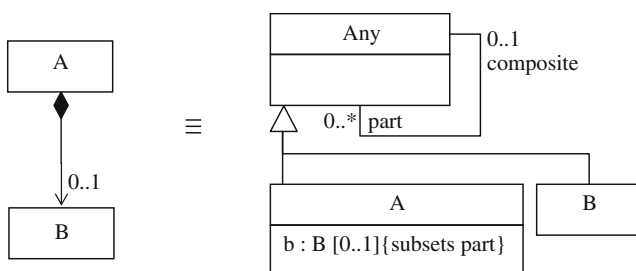 A
0..1
B
≡
Any
0..1
composite
0..* part
A
b : B [0..1]{subsets part}
B